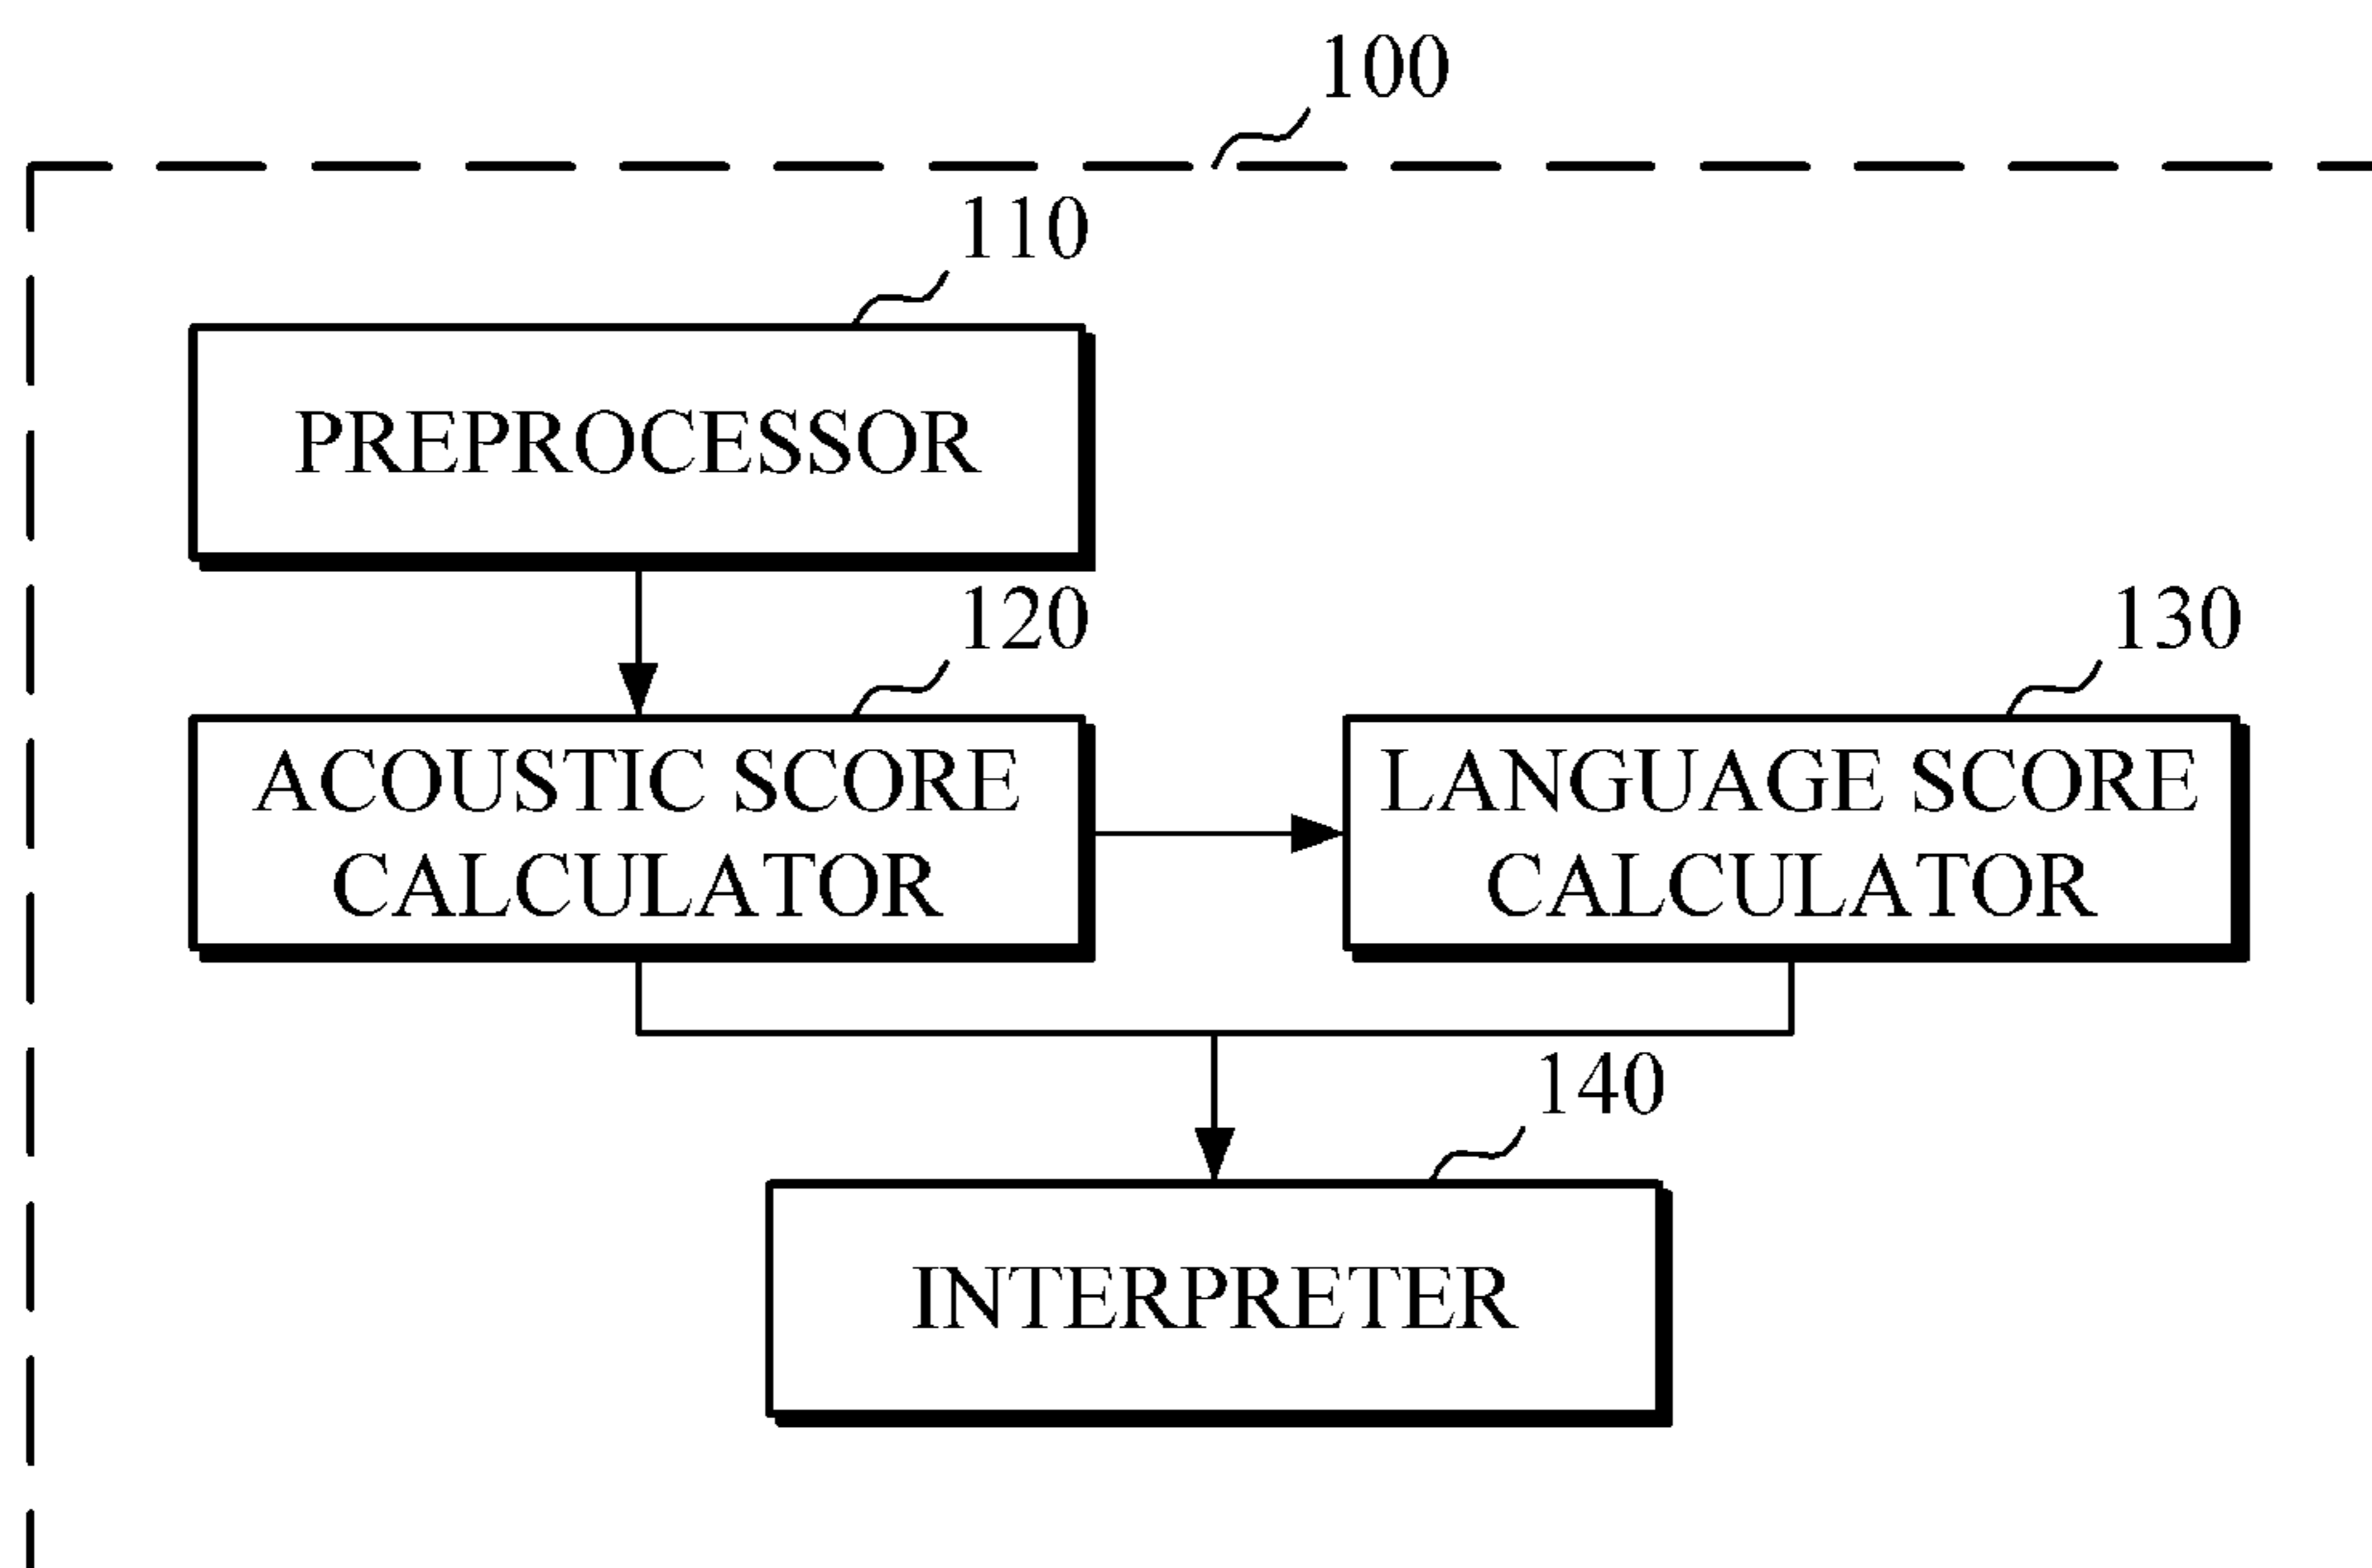 100
110
PREPROCESSOR
120
130
ACOUSTIC SCORE
CALCULATOR
LANGUAGE SCORE
CALCULATOR
140
INTERPRETER